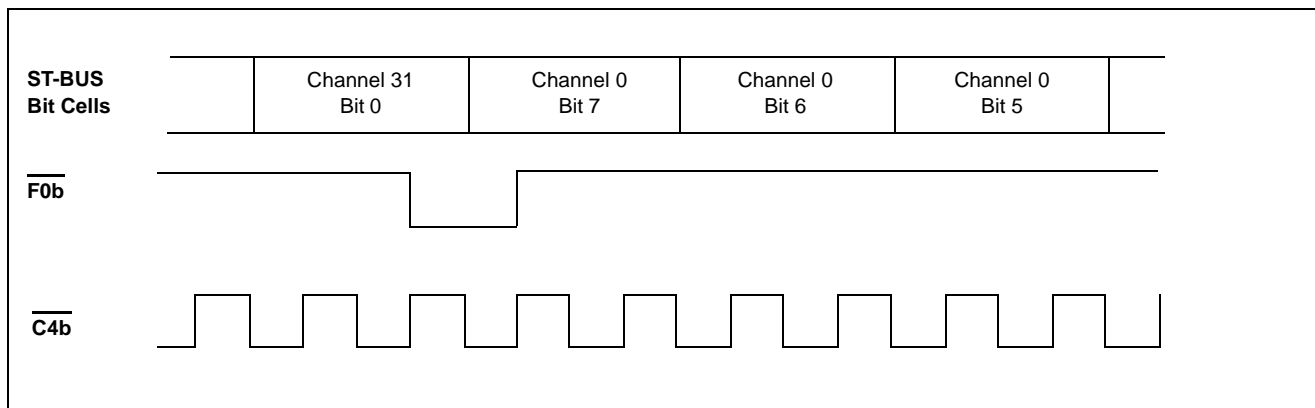 ST-BUS
Bit Cells
Channel 31
Bit 0
Channel 0
Bit 7
Channel 0
Bit 6
Channel 0
Bit 5
F0b
C4b